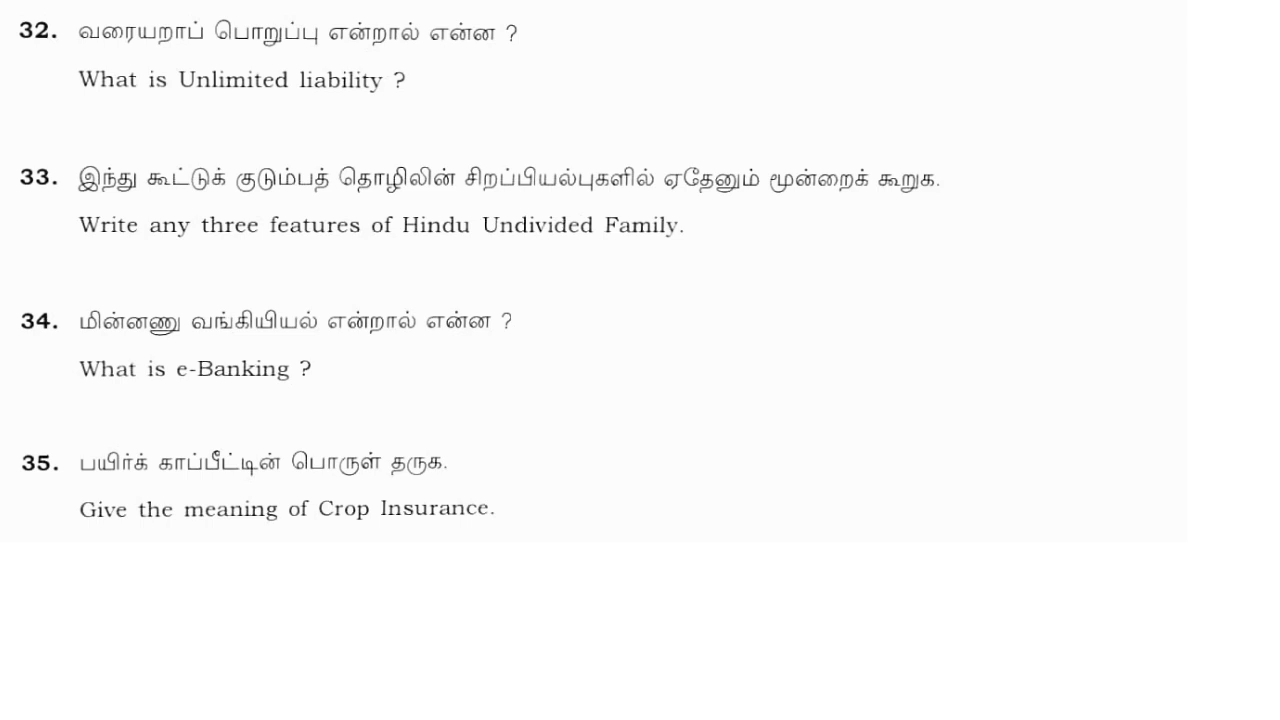 32. வரையறாப் பொறுப்பு என்றால் என்ன ?
What is Unlimited liability ?
33. இந்து கூட்டுக் குடும்பத் தொழிலின் சிறப்பியல்புகளில் ஏதேனும் மூன்றைக் கூறுக.
Write any three features of Hindu Undivided Family.
34. மின்னணு வங்கியியல் என்றால் என்ன ?
What is e-Banking ?
35. பயிர்க் காப்பீட்டின் பொருள் தருக.
Give the meaning of Crop Insurance.